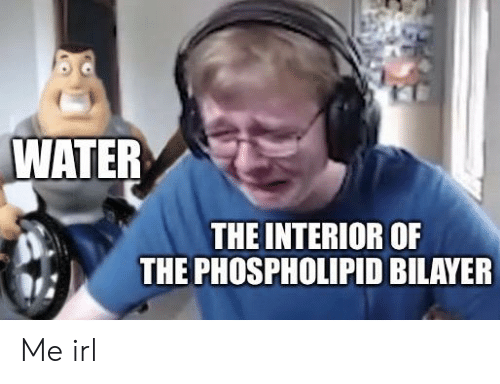 WATER
THE INTERIOR OF
THE PHOSPHOLIPID BILAYER
Me irl